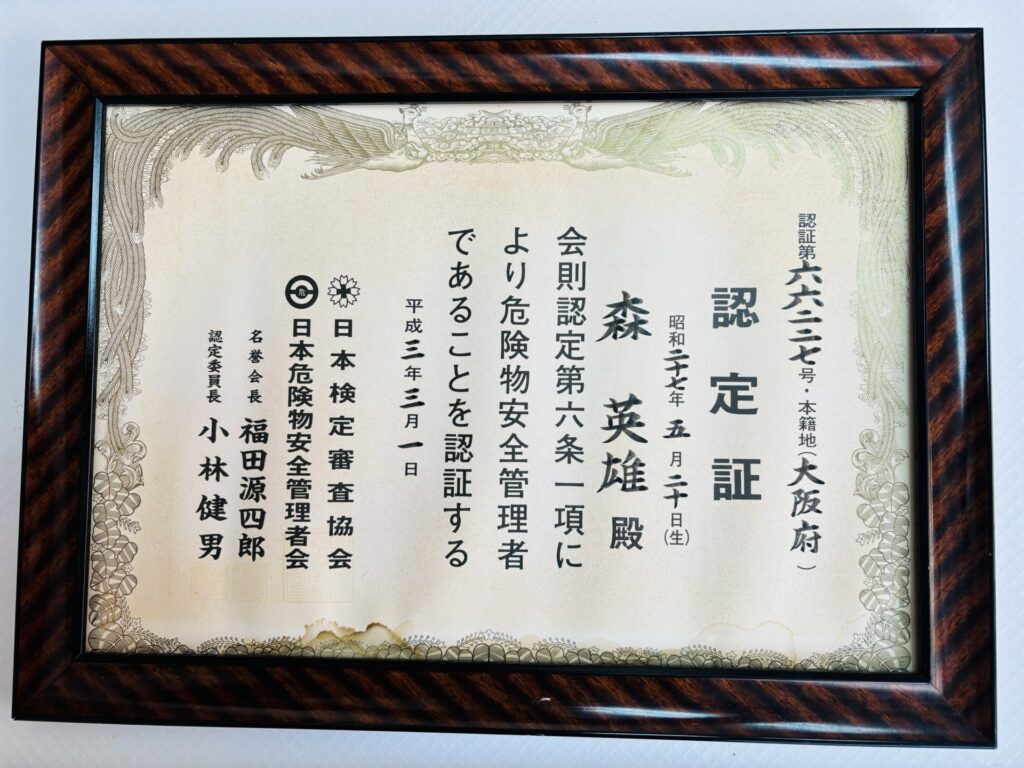 認証第六六二二七号・本籍地(大阪府)
認定証
昭和二十七年五月二十日(生)
森英雄殿
会則認定第六条一項に
より危険物安全管理者
であることを認証する
平成三年三月一日
日本検定審査協会
日本危険物安全管理者会
名誉会長 福田源四郎
認定委員長 小林健男